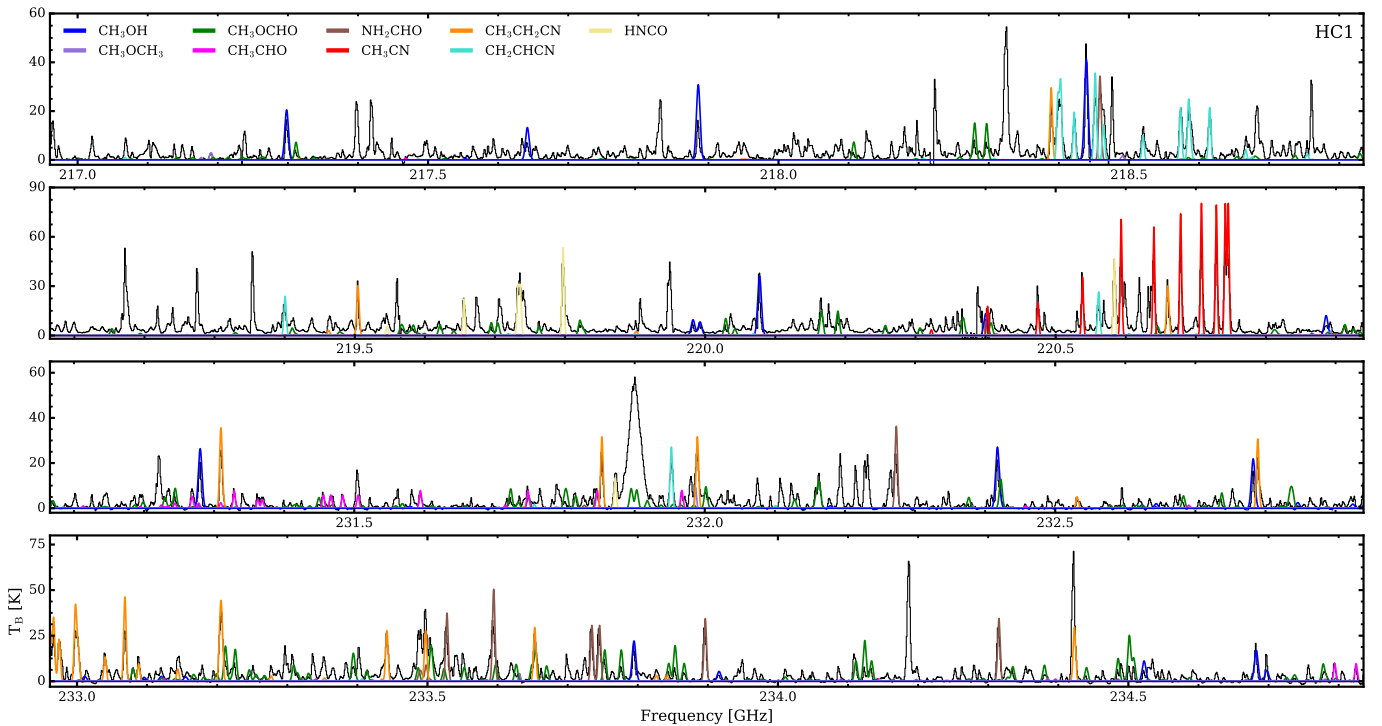 60
40
20
0
CH₃OH CH₃OCHO NH₂CHO CH₃CH₂CN HNCO HC1
CH₃OCH₃ CH₃CHO CH₃CN CH₂CHCN
217.0 217.5 218.0 218.5
90
60
30
0
219.5 220.0 220.5
60
40
20
0
231.5 232.0 232.5
75
50
25
0
T_B [K]
233.0 233.5 234.0 234.5
Frequency [GHz]